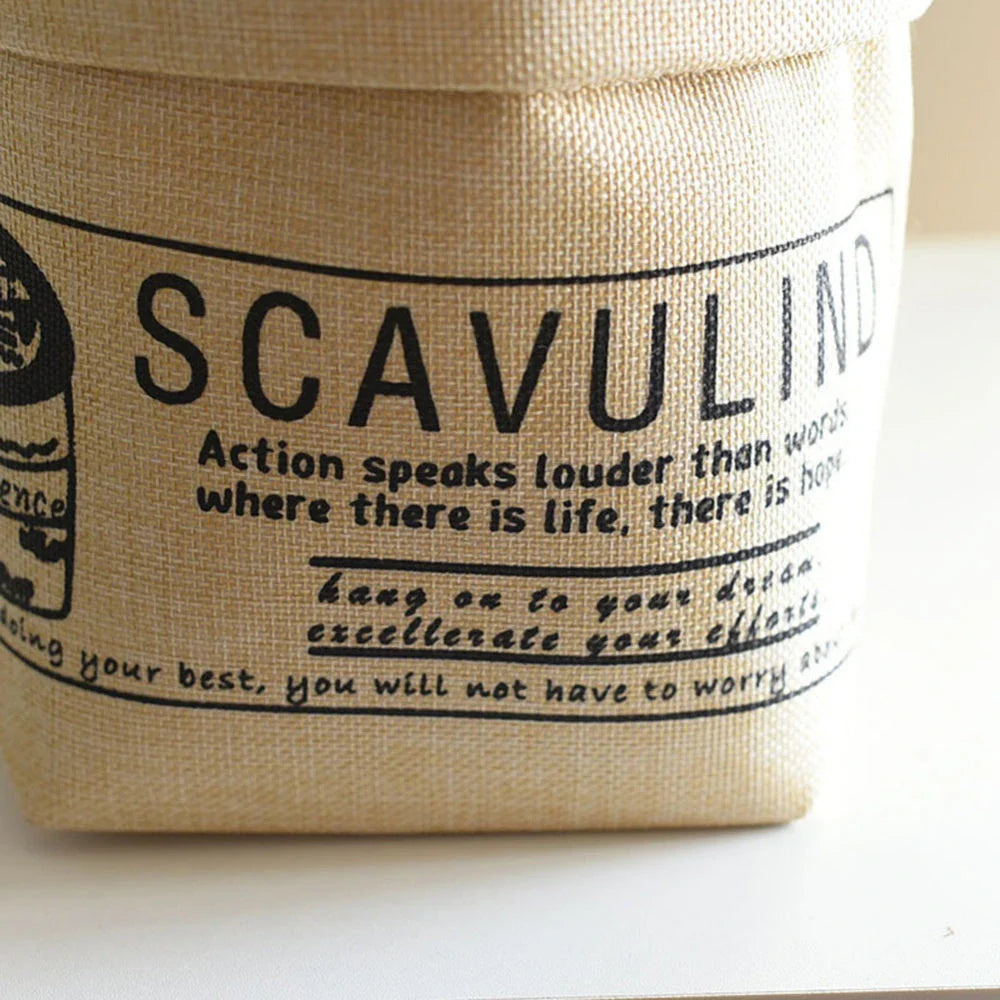 SCAVULIND
Action speaks louder than words
where there is life, there is hope.
hang on to your dream.
excellerate your efforts.
ence
doing your best, you will not have to worry